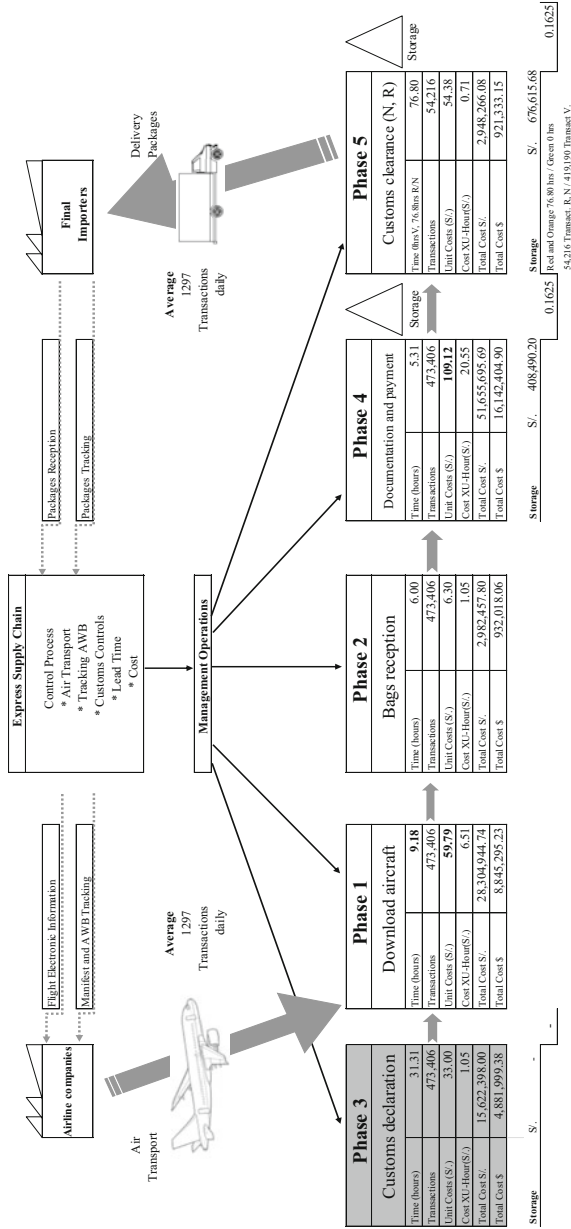 Airline companies
Flight Electronic Information
Manifest and AWB Tracking
Express Supply Chain
Control Process
* Air Transport
* Tracking AWB
* Customs Controls
* Lead Time
* Cost
Packages Reception
Packages Tracking
Final
Importers
Air
Transport
Average
1297
Transactions
daily
Management Operations
Average
1297
Transactions
daily
Delivery
Packages
Phase 3
Customs declaration
Time (hours) 31.31
Transactions 473,406
Unit Costs (S/.) 33.00
Cost XU-Hour(S/.) 1.05
Total Cost S/. 15,622,398.00
Total Cost $ 4,881,999.38
Storage S/. -
-
Phase 1
Download aircraft
Time (hours) 9.18
Transactions 473,406
Unit Costs (S/.) 59.79
Cost XU-Hour(S/.) 6.51
Total Cost S/. 28,304,944.74
Total Cost $ 8,845,295.23
Phase 2
Bags reception
Time (hours) 6.00
Transactions 473,406
Unit Costs (S/.) 6.30
Cost XU-Hour(S/.) 1.05
Total Cost S/. 2,982,457.80
Total Cost $ 932,018.06
Phase 4
Documentation and payment
Time (hours) 5.31
Transactions 473,406
Unit Costs (S/.) 109.12
Cost XU-Hour(S/.) 20.55
Total Cost S/. 51,655,695.69
Total Cost $ 16,142,404.90
Storage
Storage S/. 408,490.20
0.1625
Phase 5
Customs clearance (N, R)
Time (0hrs V, 76.8hrs R/N 76.80
Transactions 54,216
Unit Costs (S/.) 54.38
Cost XU-Hour(S/.) 0.71
Total Cost S/. 2,948,266.08
Total Cost $ 921,333.15
Storage
Storage S/. 676,615.68
Red and Orange 76.80 hrs / Green 0 hrs
0.1625
54,216 Transact. R, N / 419,190 Transact V.